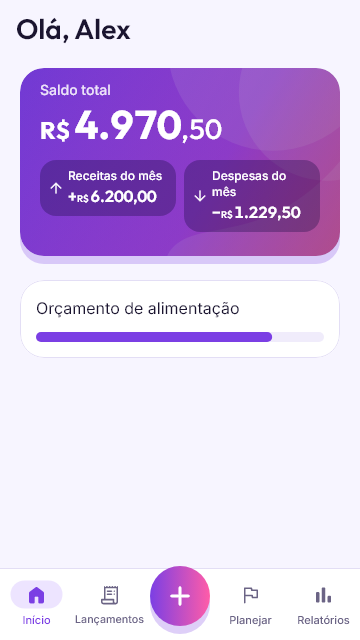 Olá, Alex
Saldo total
R$ 4.970,50
Receitas do mês
+R$ 6.200,00
Despesas do
mês
−R$ 1.229,50
Orçamento de alimentação
Início
Lançamentos
Planejar
Relatórios